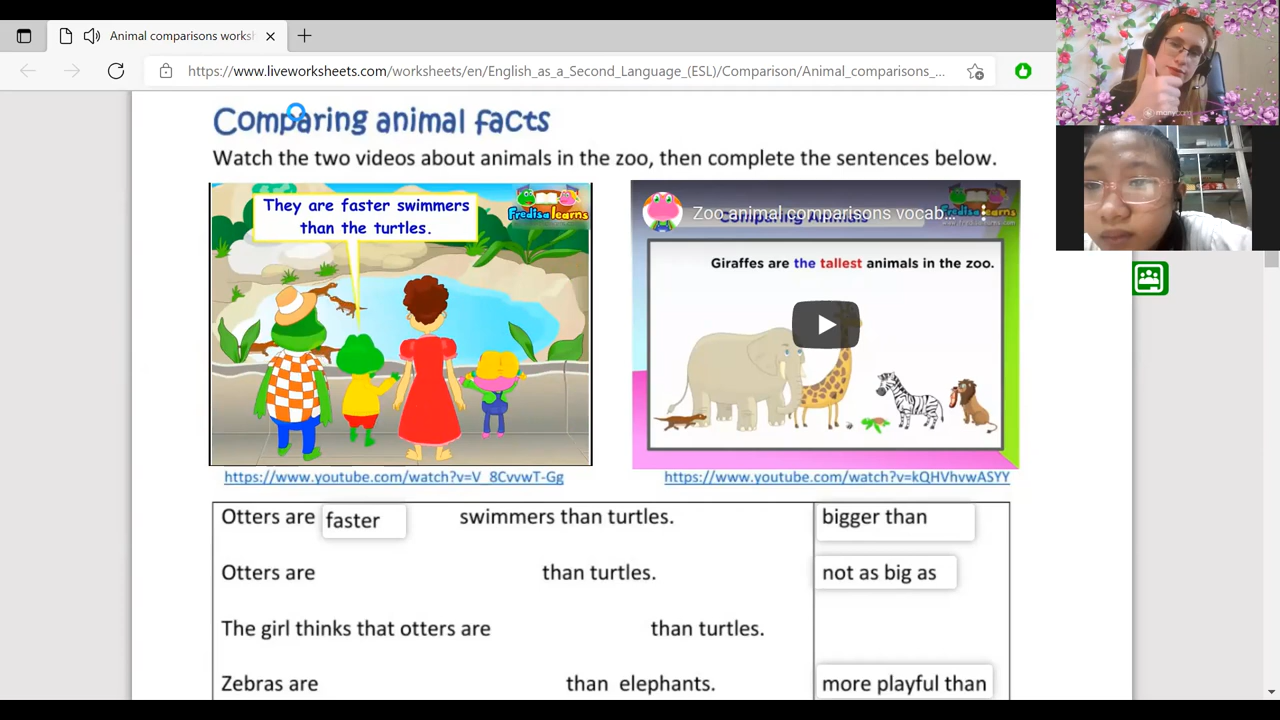 Animal comparisons works
https://www.liveworksheets.com/worksheets/en/English_as_a_Second_Language_(ESL)/Comparison/Animal_comparisons_...
manycam
Comparing animal facts
Watch the two videos about animals in the zoo, then complete the sentences below.
They are faster swimmers
than the turtles.
Fredisa learns
Zoo animal comparisons vocab...
Comparing Animals
Giraffes are the tallest animals in the zoo.
https://www.youtube.com/watch?v=V_8CvvwT-Gg
https://www.youtube.com/watch?v=kQHVhvwASYY
Otters are faster swimmers than turtles. bigger than
Otters are than turtles. not as big as
The girl thinks that otters are than turtles.
Zebras are than elephants. more playful than